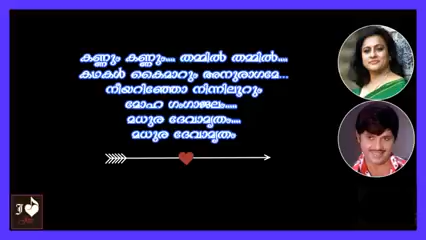 കണ്ണും കണ്ണും.... തമ്മിൽ തമ്മിൽ....
കഥകൾ കൈമാറും അനുരാഗമേ...
നീയറിഞ്ഞോ നിന്നിലൂറും
മോഹ ഗംഗാജലം.....
മധുര ദേവാമൃതം....
മധുര ദേവാമൃതം